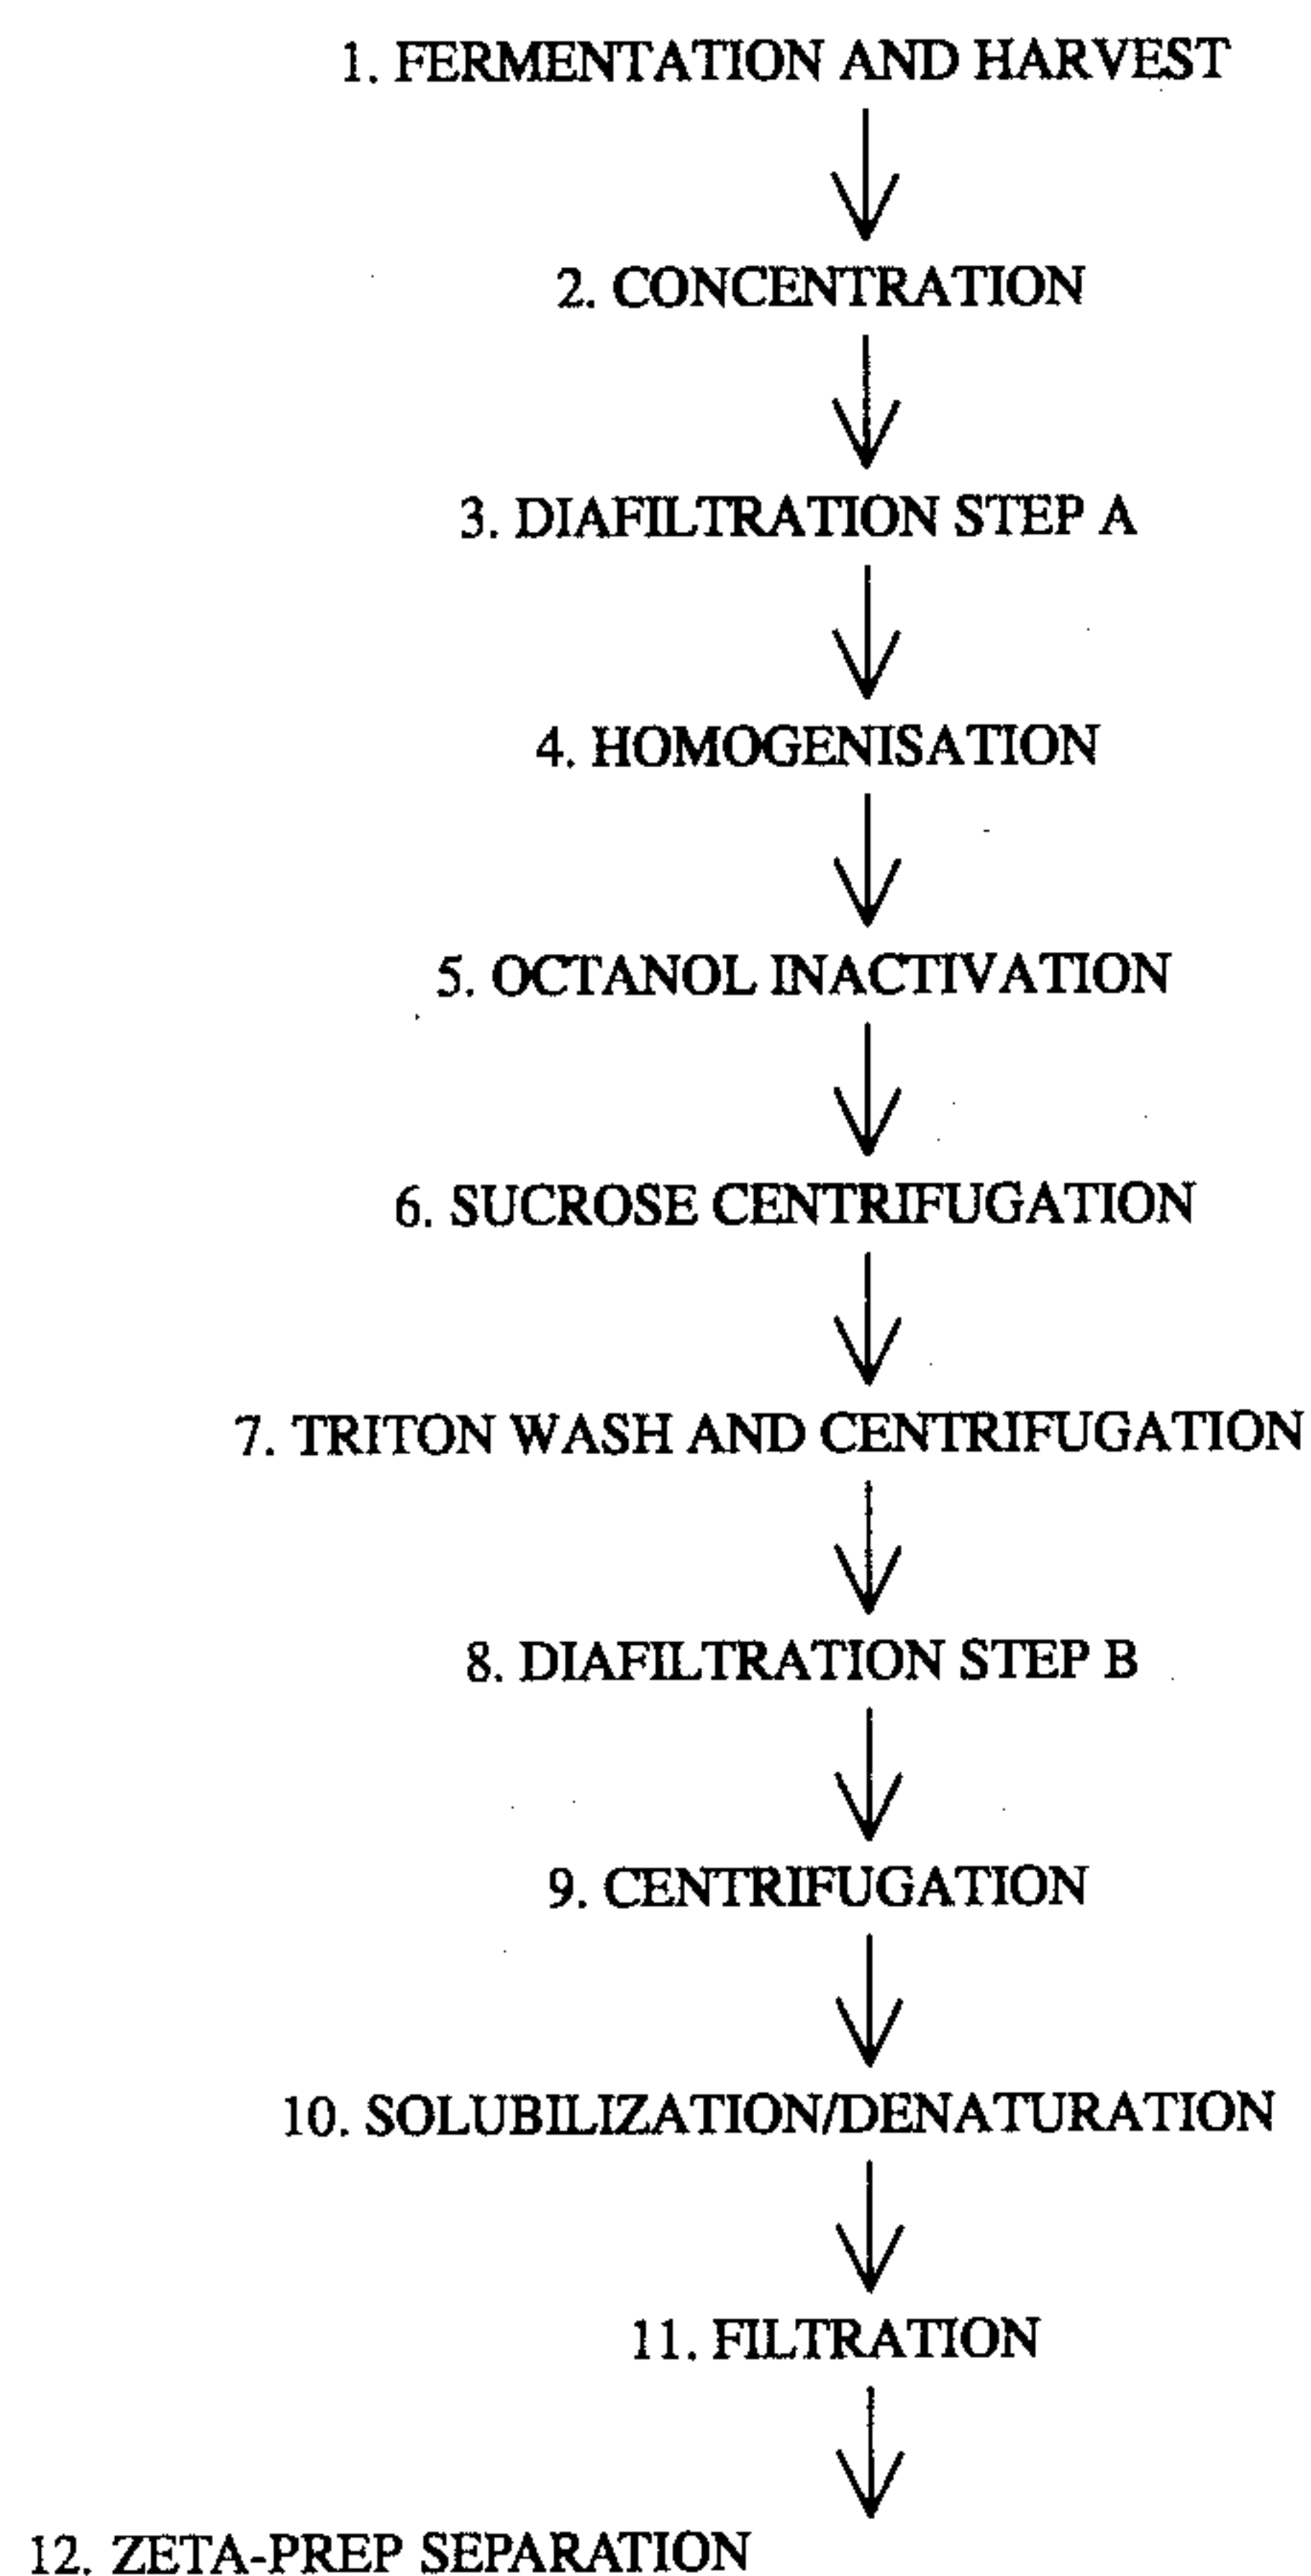 1. FERMENTATION AND HARVEST
2. CONCENTRATION
3. DIAFILTRATION STEP A
4. HOMOGENISATION
5. OCTANOL INACTIVATION
6. SUCROSE CENTRIFUGATION
7. TRITON WASH AND CENTRIFUGATION
8. DIAFILTRATION STEP B
9. CENTRIFUGATION
10. SOLUBILIZATION/DENATURATION
11. FILTRATION
12. ZETA-PREP SEPARATION